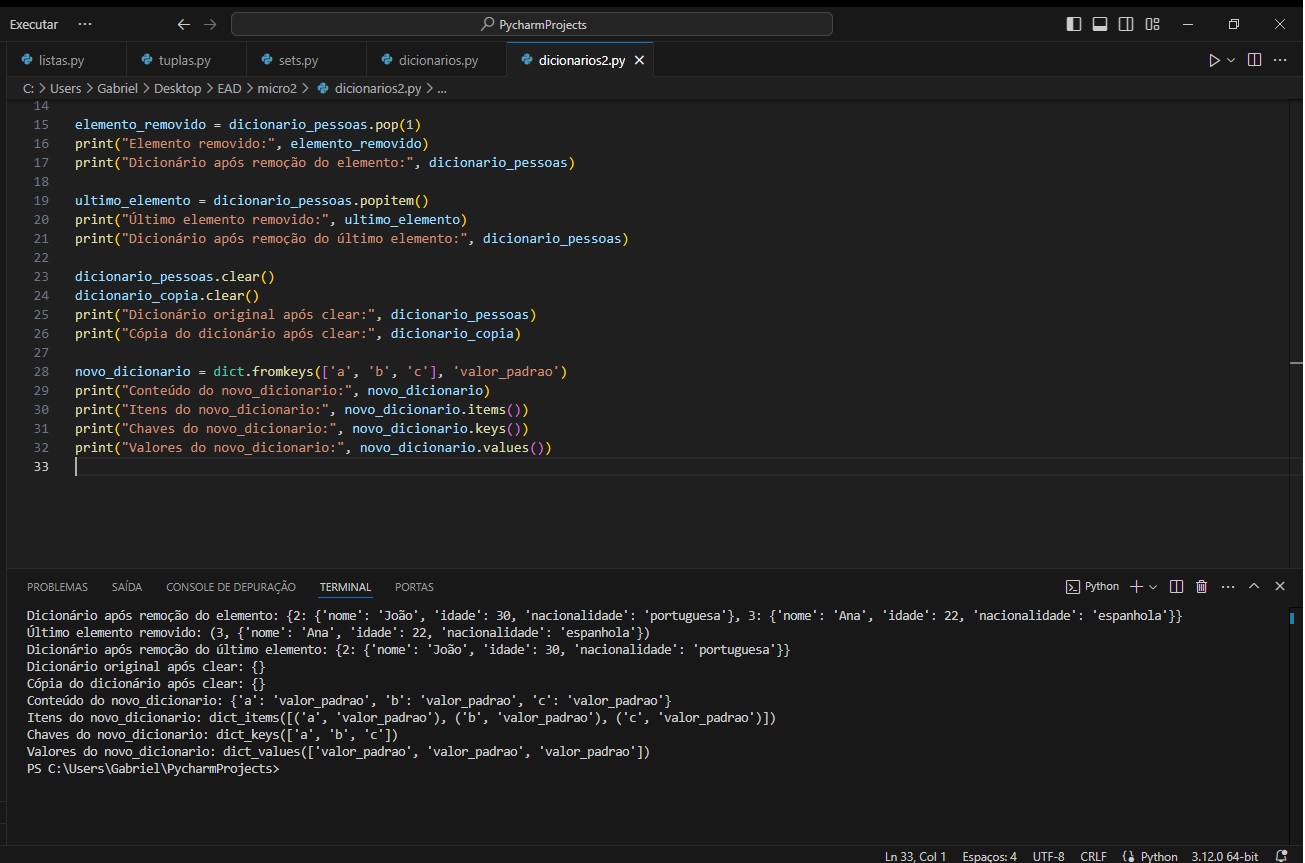 Executar ···
PycharmProjects
listas.py tuplas.py sets.py dicionarios.py dicionarios2.py
C: > Users > Gabriel > Desktop > EAD > micro2 > dicionarios2.py > ...
14
15 elemento_removido = dicionario_pessoas.pop(1)
16 print("Elemento removido:", elemento_removido)
17 print("Dicionário após remoção do elemento:", dicionario_pessoas)
18
19 ultimo_elemento = dicionario_pessoas.popitem()
20 print("Último elemento removido:", ultimo_elemento)
21 print("Dicionário após remoção do último elemento:", dicionario_pessoas)
22
23 dicionario_pessoas.clear()
24 dicionario_copia.clear()
25 print("Dicionário original após clear:", dicionario_pessoas)
26 print("Cópia do dicionário após clear:", dicionario_copia)
27
28 novo_dicionario = dict.fromkeys(['a', 'b', 'c'], 'valor_padrao')
29 print("Conteúdo do novo_dicionario:", novo_dicionario)
30 print("Itens do novo_dicionario:", novo_dicionario.items())
31 print("Chaves do novo_dicionario:", novo_dicionario.keys())
32 print("Valores do novo_dicionario:", novo_dicionario.values())
33
PROBLEMAS SAÍDA CONSOLE DE DEPURAÇÃO TERMINAL PORTAS Python
Dicionário após remoção do elemento: {2: {'nome': 'João', 'idade': 30, 'nacionalidade': 'portuguesa'}, 3: {'nome': 'Ana', 'idade': 22, 'nacionalidade': 'espanhola'}}
Último elemento removido: (3, {'nome': 'Ana', 'idade': 22, 'nacionalidade': 'espanhola'})
Dicionário após remoção do último elemento: {2: {'nome': 'João', 'idade': 30, 'nacionalidade': 'portuguesa'}}
Dicionário original após clear: {}
Cópia do dicionário após clear: {}
Conteúdo do novo_dicionario: {'a': 'valor_padrao', 'b': 'valor_padrao', 'c': 'valor_padrao'}
Itens do novo_dicionario: dict_items([('a', 'valor_padrao'), ('b', 'valor_padrao'), ('c', 'valor_padrao')])
Chaves do novo_dicionario: dict_keys(['a', 'b', 'c'])
Valores do novo_dicionario: dict_values(['valor_padrao', 'valor_padrao', 'valor_padrao'])
PS C:\Users\Gabriel\PycharmProjects>
Ln 33, Col 1 Espaços: 4 UTF-8 CRLF Python 3.12.0 64-bit